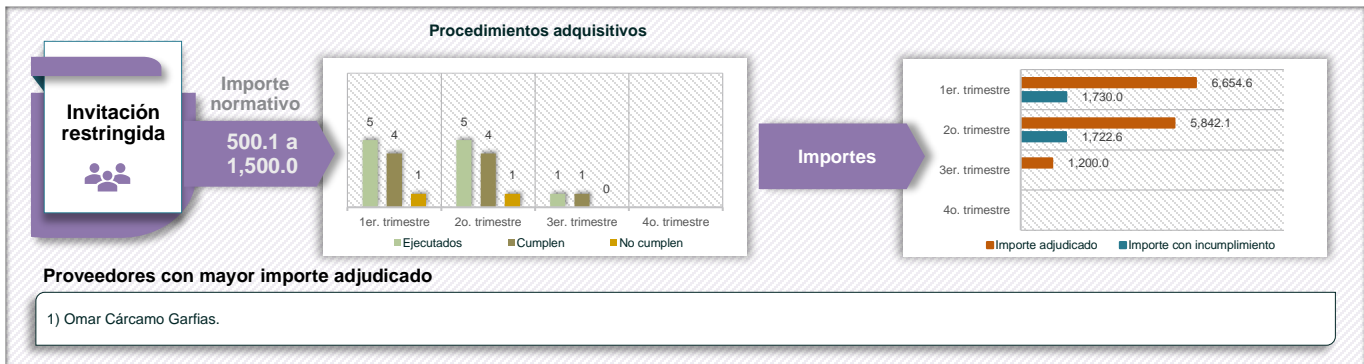 Procedimientos adquisitivos
Invitación
restringida
Importe
normativo
500.1 a
1,500.0
5
4
1
5
4
1
1
1
0
1er. trimestre
2o. trimestre
3er. trimestre
4o. trimestre
Ejecutados
Cumplen
No cumplen
Importes
1er. trimestre
6,654.6
1,730.0
2o. trimestre
5,842.1
1,722.6
3er. trimestre
1,200.0
4o. trimestre
Importe adjudicado
Importe con incumplimiento
Proveedores con mayor importe adjudicado
1) Omar Cárcamo Garfias.